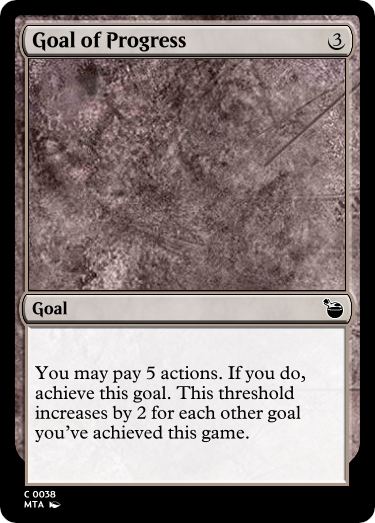 Goal of Progress 3
Goal
You may pay 5 actions. If you do,
achieve this goal. This threshold
increases by 2 for each other goal
you've achieved this game.
C 0038
MTA